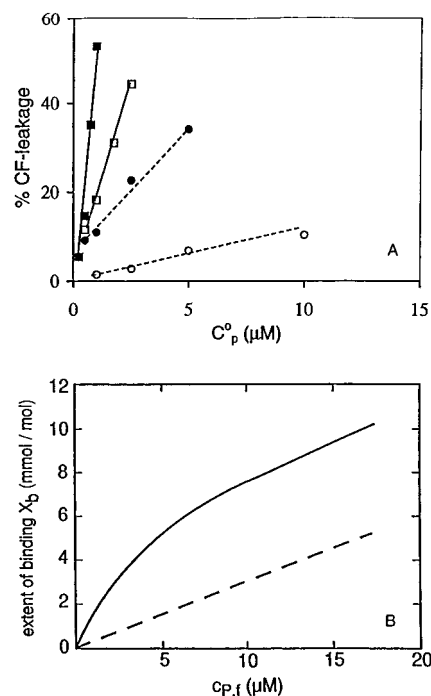 60
40
20
0
% CF-leakage
A
0 5 10 15
C°p (μM)
12
10
8
6
4
2
0
extent of binding Xb (mmol / mol)
B
5 10 15 20
cP,f (μM)